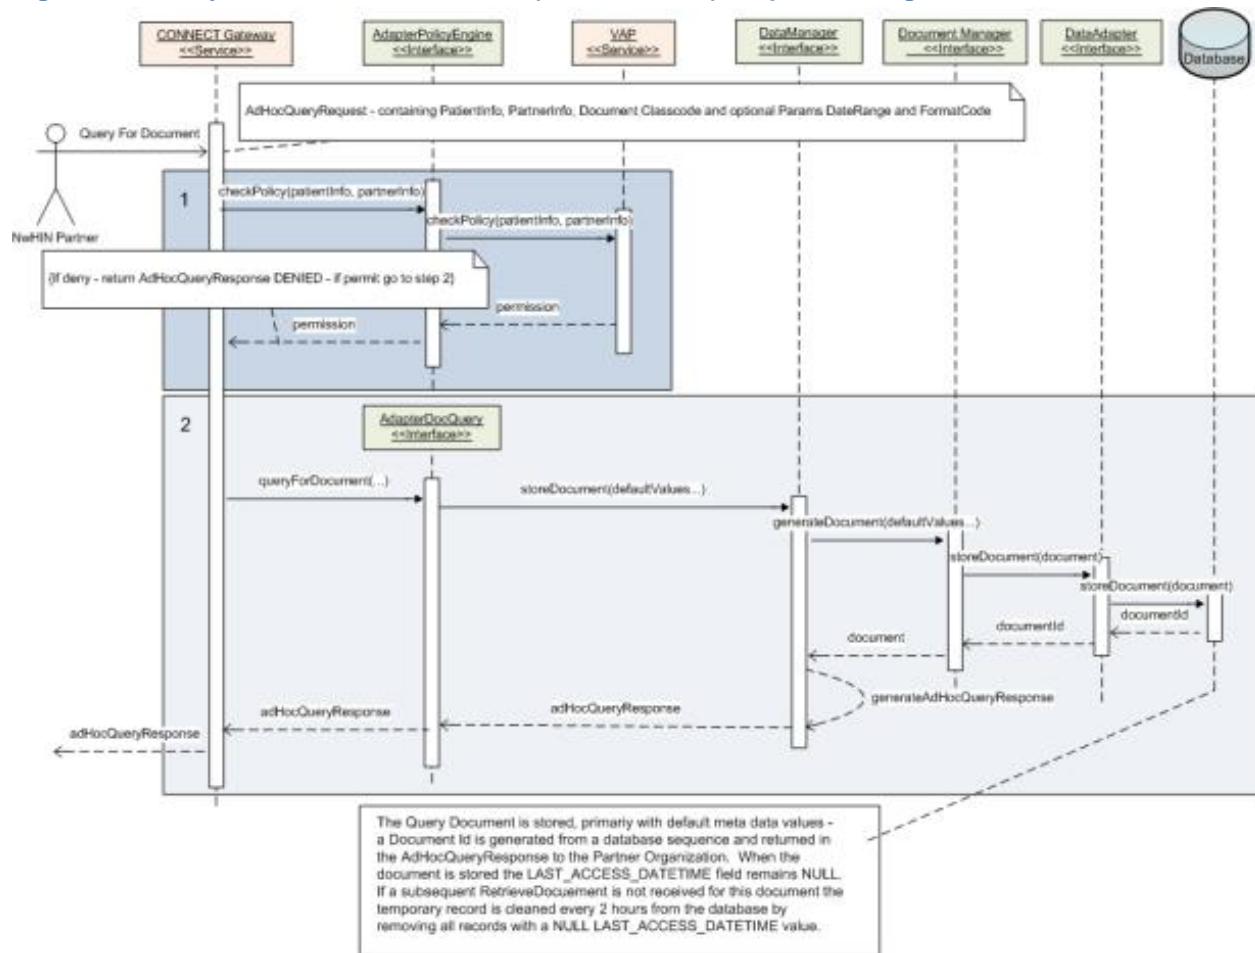 CONNECT Gateway
<<Service>>
AdapterPolicyEngine
<<Interface>>
VAP
<<Service>>
DataManager
<<Interface>>
Document Manager
<<Interface>>
DataAdapter
<<Interface>>
Database
AdHocQueryRequest - containing PatientInfo, PartnerInfo, Document Classcode and optional Params DateRange and FormatCode
Query For Document
NwHIN Partner
1
checkPolicy(patientInfo, partnerInfo)
checkPolicy(patientInfo, partnerInfo)
{If deny - return AdHocQueryResponse DENIED - if permit go to step 2}
permission
permission
2
AdapterDocQuery
<<Interface>>
queryForDocument(...)
storeDocument(defaultValues...)
generateDocument(defaultValues...)
storeDocument(document)
storeDocument(document)
documentId
documentId
document
generateAdHocQueryResponse
adHocQueryResponse
adHocQueryResponse
adHocQueryResponse
The Query Document is stored, primariy with default meta data values -
a Document Id is generated from a database sequence and returned in
the AdHocQueryResponse to the Partner Organization. When the
document is stored the LAST_ACCESS_DATETIME field remains NULL.
If a subsequent RetrieveDocuement is not received for this document the
temporary record is cleaned every 2 hours from the database by
removing all records with a NULL LAST_ACCESS_DATETIME value.